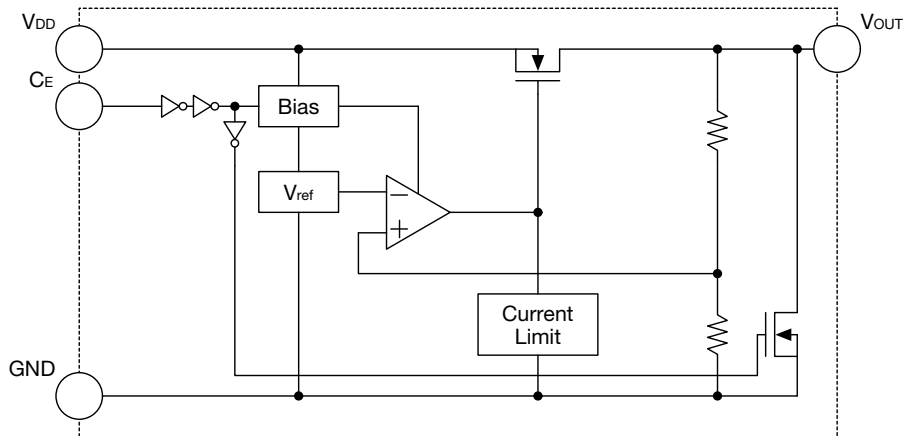 VDD
VOUT
CE
Bias
Vref
−
+
Current
Limit
GND